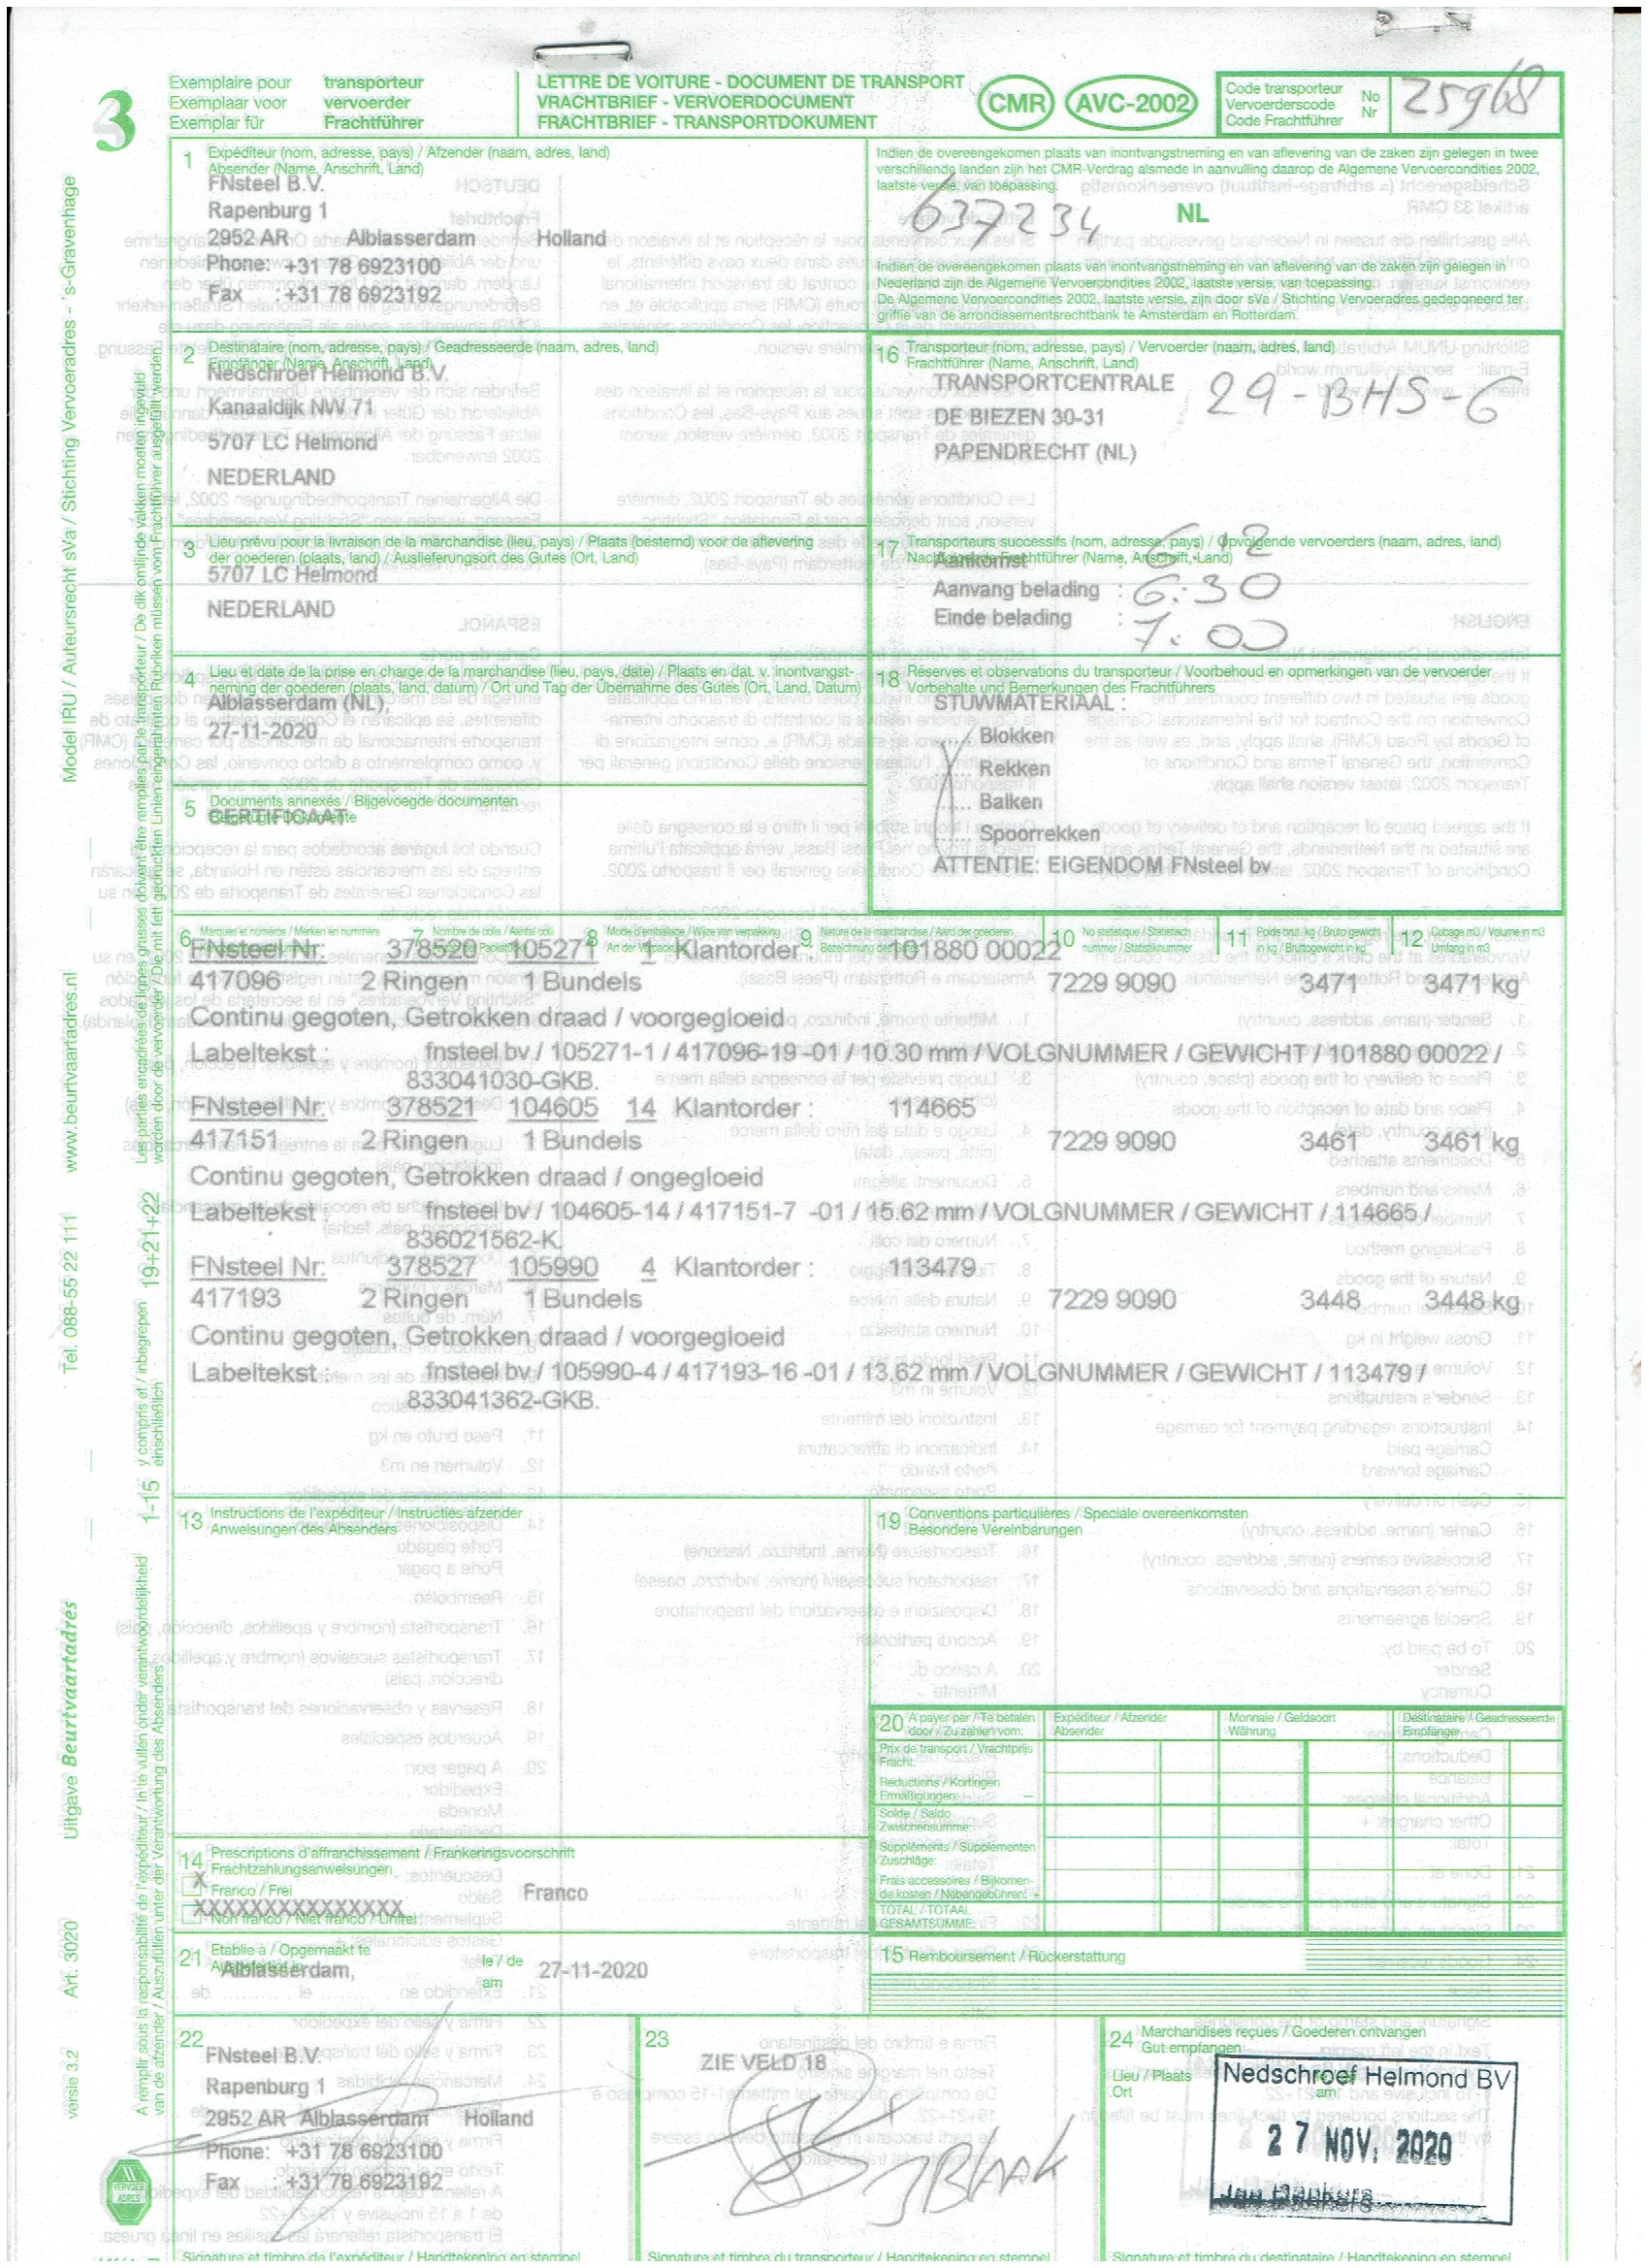 3
Exemplaire pour transporteur
Exemplaar voor vervoerder
Exemplar für Frachtführer
LETTRE DE VOITURE - DOCUMENT DE TRANSPORT
VRACHTBRIEF - VERVOERDOCUMENT
FRACHTBRIEF - TRANSPORTDOKUMENT
CMR
AVC-2002
Code transporteur
Vervoerderscode
Code Frachtführer
No
Nr
25968
1 Expéditeur (nom, adresse, pays) / Afzender (naam, adres, land)
Absender (Name, Anschrift, Land)
FNsteel B.V.
Rapenburg 1
2952 AR Alblasserdam Holland
Phone: +31 78 6923100
Fax : +31 78 6923192
Indien de overeengekomen plaats van inontvangstneming en van aflevering van de zaken zijn gelegen in twee
verschillende landen zijn het CMR-Verdrag alsmede in aanvulling daarop de Algemene Vervoercondities 2002,
laatste versie, van toepassing.
637234
NL
Indien de overeengekomen plaats van inontvangstneming en van aflevering van de zaken zijn gelegen in
Nederland zijn de Algemene Vervoercondities 2002, laatste versie, van toepassing.
De Algemene Vervoercondities 2002, laatste versie, zijn door sVa / Stichting Vervoeradres gedeponeerd ter
griffie van de arrondissementsrechtbank te Amsterdam en Rotterdam.
2 Destinataire (nom, adresse, pays) / Geadresseerde (naam, adres, land)
Empfänger (Name, Anschrift, Land)
Nedschroef Helmond B.V.
Kanaaldijk NW 71
5707 LC Helmond
NEDERLAND
16 Transporteur (nom, adresse, pays) / Vervoerder (naam, adres, land)
Frachtführer (Name, Anschrift, Land)
TRANSPORTCENTRALE
DE BIEZEN 30-31
PAPENDRECHT (NL)
29-BHS-6
3 Lieu prévu pour la livraison de la marchandise (lieu, pays) / Plaats (bestemd) voor de aflevering
der goederen (plaats, land) / Auslieferungsort des Gutes (Ort, Land)
5707 LC Helmond
NEDERLAND
17 Transporteurs successifs (nom, adresse, pays) / Opvolgende vervoerders (naam, adres, land)
Nachfolgende Frachtführer (Name, Anschrift, Land)
Aankomst
Aanvang belading : 6:30
Einde belading : 7:00
4 Lieu et date de la prise en charge de la marchandise (lieu, pays, date) / Plaats en dat. v. inontvangst-
neming der goederen (plaats, land, datum) / Ort und Tag der Übernahme des Gutes (Ort, Land, Datum)
Alblasserdam (NL),
27-11-2020
18 Réserves et observations du transporteur / Voorbehoud en opmerkingen van de vervoerder
Vorbehalte und Bemerkungen des Frachtführers
STUWMATERIAAL :
..... Blokken
..... Rekken
..... Balken
..... Spoorrekken
ATTENTIE: EIGENDOM FNsteel bv
5 Documents annexés / Bijgevoegde documenten
Beigefügte Dokumente
CERTIFICAAT
6 Marques et numéros / Merken en nummers
7 Nombre de colis / Aantal colli
8 Mode d'emballage / Wijze van verpakking
9 Nature de la marchandise / Aard der goederen
10 No statistique / Statistisch
nummer / Statistiknummer
11 Poids brut, kg / Bruto gewicht
in kg / Bruttogewicht in kg
12 Cubage m3 / Volume in m3
Umfang in m3
FNsteel Nr: 378520 105271 1 Klantorder : 101880 00022
417096 2 Ringen 1 Bundels 7229 9090 3471 3471 kg
Continu gegoten, Getrokken draad / voorgegloeid
Labeltekst : fnsteel bv / 105271-1 / 417096-19 -01 / 10.30 mm / VOLGNUMMER / GEWICHT / 101880 00022 /
833041030-GKB.
FNsteel Nr: 378521 104605 14 Klantorder : 114665
417151 2 Ringen 1 Bundels 7229 9090 3461 3461 kg
Continu gegoten, Getrokken draad / ongegloeid
Labeltekst : fnsteel bv / 104605-14 / 417151-7 -01 / 15.62 mm / VOLGNUMMER / GEWICHT / 114665 /
836021562-K.
FNsteel Nr: 378527 105990 4 Klantorder : 113479
417193 2 Ringen 1 Bundels 7229 9090 3448 3448 kg
Continu gegoten, Getrokken draad / voorgegloeid
Labeltekst : fnsteel bv / 105990-4 / 417193-16 -01 / 13.62 mm / VOLGNUMMER / GEWICHT / 113479 /
833041362-GKB.
13 Instructions de l'expéditeur / Instructies afzender
Anweisungen des Absenders
19 Conventions particulières / Speciale overeenkomsten
Besondere Vereinbarungen
20 A payer par / Te betalen
door / Zu zahlen vom:
Expéditeur / Afzender
Absender
Monnaie / Geldsoort
Währung
Destinataire / Geadresseerde
Empfänger
Prix de transport / Vrachtprijs
Fracht:
Réductions / Kortingen
Ermäßigungen: –
Solde / Saldo
Zwischensumme:
Suppléments / Supplementen
Zuschläge:
Frais accessoires / Bijkomen-
de kosten / Nebengebühren: +
TOTAL / TOTAAL
GESAMTSUMME:
14 Prescriptions d'affranchissement / Frankeringsvoorschrift
Frachtzahlungsanweisungen
X
Franco / Frei
XXXXXXXXXXXXXXX
Non franco / Niet franco / Unfrei
Franco
21 Etablie à / Opgemaakt te
Ausgefertigt in
Alblasserdam,
le / de
am
27-11-2020
15 Remboursement / Rückerstattung
22
FNsteel B.V.
Rapenburg 1
2952 AR Alblasserdam Holland
Phone: +31 78 6923100
Fax : +31 78 6923192
Signature et timbre de l'expéditeur / Handtekening en stempel
23
ZIE VELD 18
Signature et timbre du transporteur / Handtekening en stempel
24 Marchandises reçues / Goederen ontvangen
Gut empfangen
Lieu / Plaats
Ort
am
Nedschroef Helmond BV
27 NOV. 2020
Signature et timbre du destinataire / Handtekening en stempel
Model IRU / Auteursrecht sVa / Stichting Vervoeradres - 's-Gravenhage
www.beurtvaartadres.nl
Tel. 088-55 22 111
Uitgave Beurtvaartadres
Art. 3020
versie 3.2
Les parties encadrées de lignes grasses doivent être remplies par le transporteur / De dik omlijnde vakken moeten ingevuld
worden door de vervoerder / Die mit fett gedruckten Linien eingerahmten Rubriken müssen vom Frachtführer ausgefüllt werden.
19+21+22
y compris et / inbegrepen
einschließlich
1-15
A remplir sous la responsabilité de l'expéditeur / In te vullen onder verantwoordelijkheid
van de afzender / Auszufüllen unter der Verantwortung des Absenders
VERVOER
ADRES